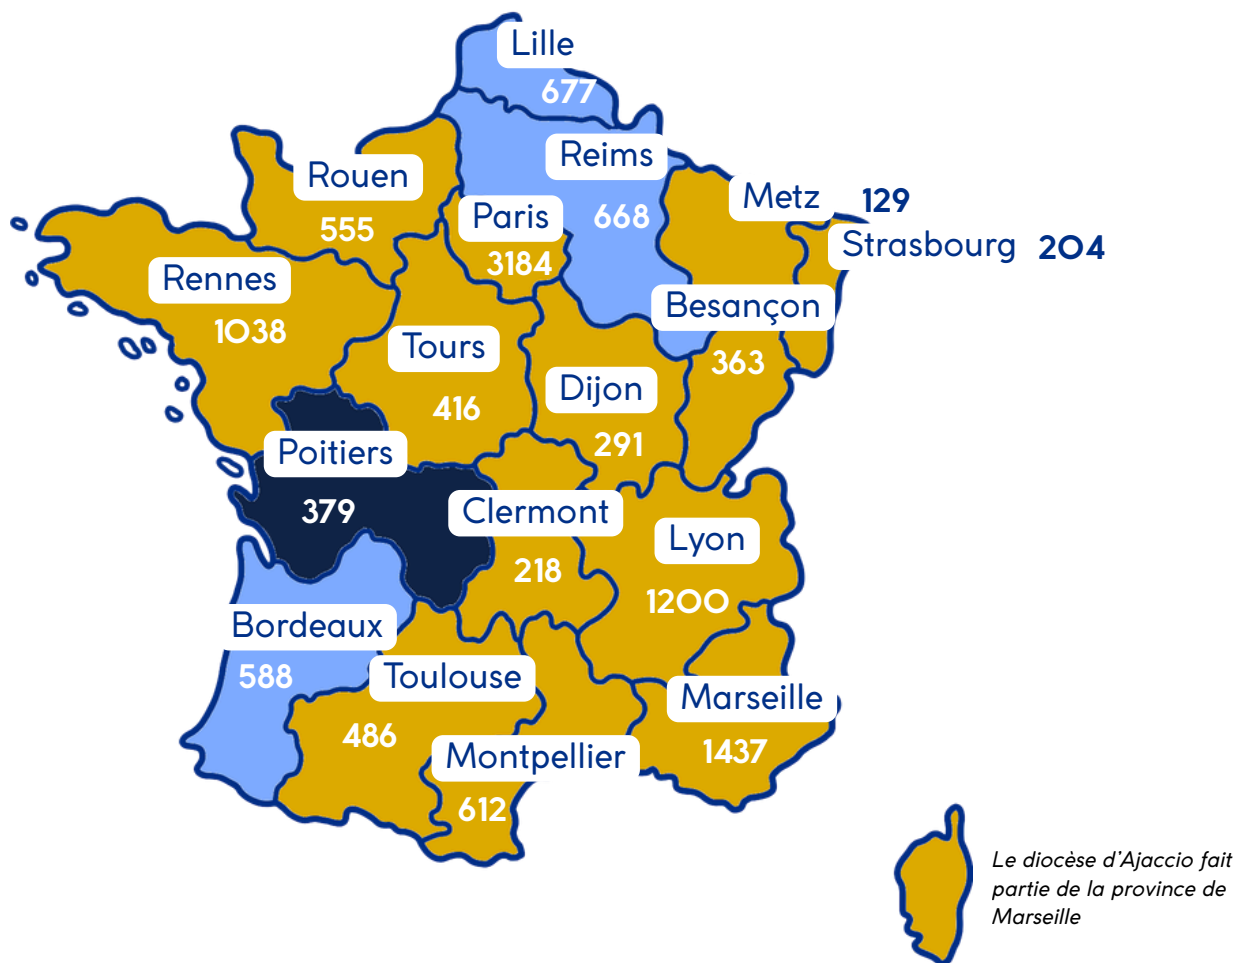 Lille
677
Reims
668
Rouen
555
Paris
3184
Metz 129
Strasbourg 204
Rennes
1038
Besançon
363
Tours
416
Dijon
291
Poitiers
379
Clermont
218
Lyon
1200
Bordeaux
588
Toulouse
486
Marseille
1437
Montpellier
612
Le diocèse d'Ajaccio fait
partie de la province de
Marseille